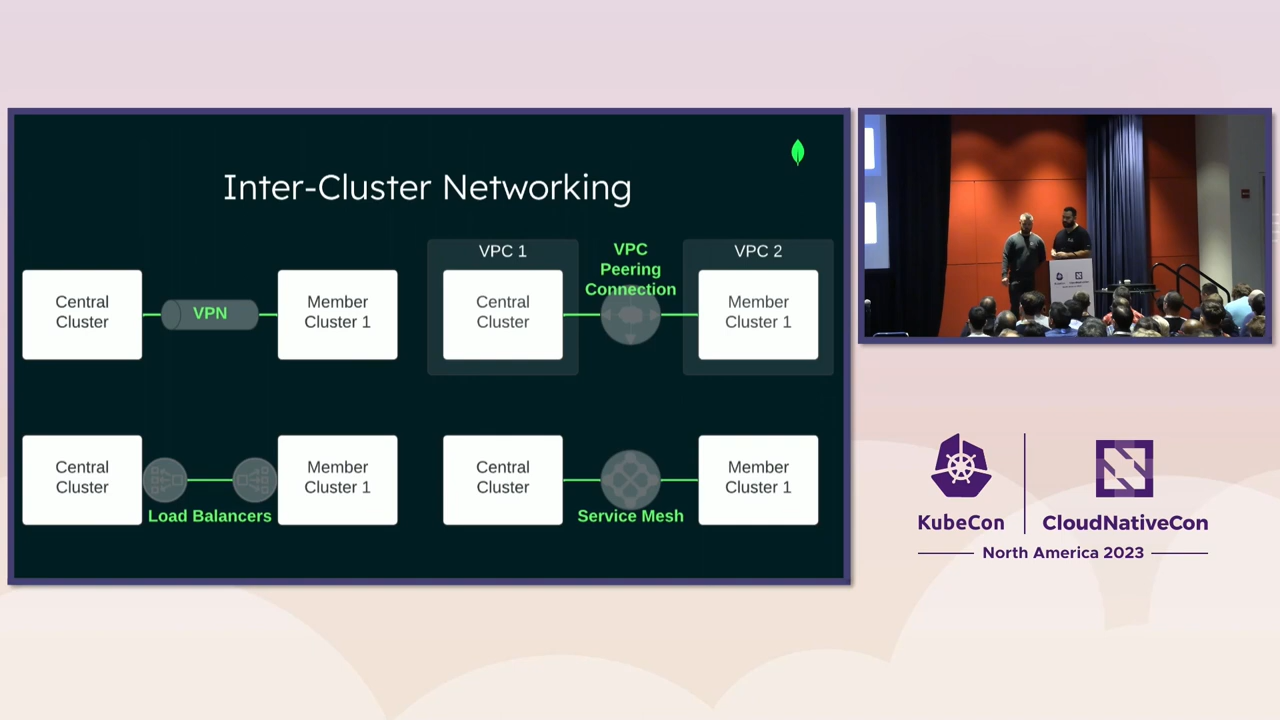 Inter-Cluster Networking
Central
Cluster
VPN
Member
Cluster 1
VPC 1
Central
Cluster
VPC
Peering
Connection
VPC 2
Member
Cluster 1
Central
Cluster
Load Balancers
Member
Cluster 1
Central
Cluster
Service Mesh
Member
Cluster 1
KubeCon
CloudNativeCon
North America 2023